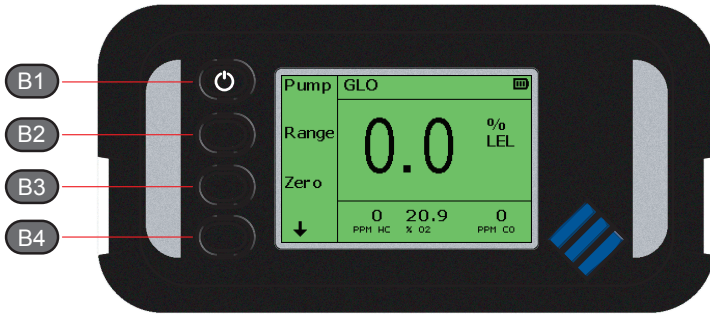 B1
B2
B3
B4
Pump GLO
Range
Zero
0.0 % LEL
0 20.9 0
PPM HC % O2 PPM CO